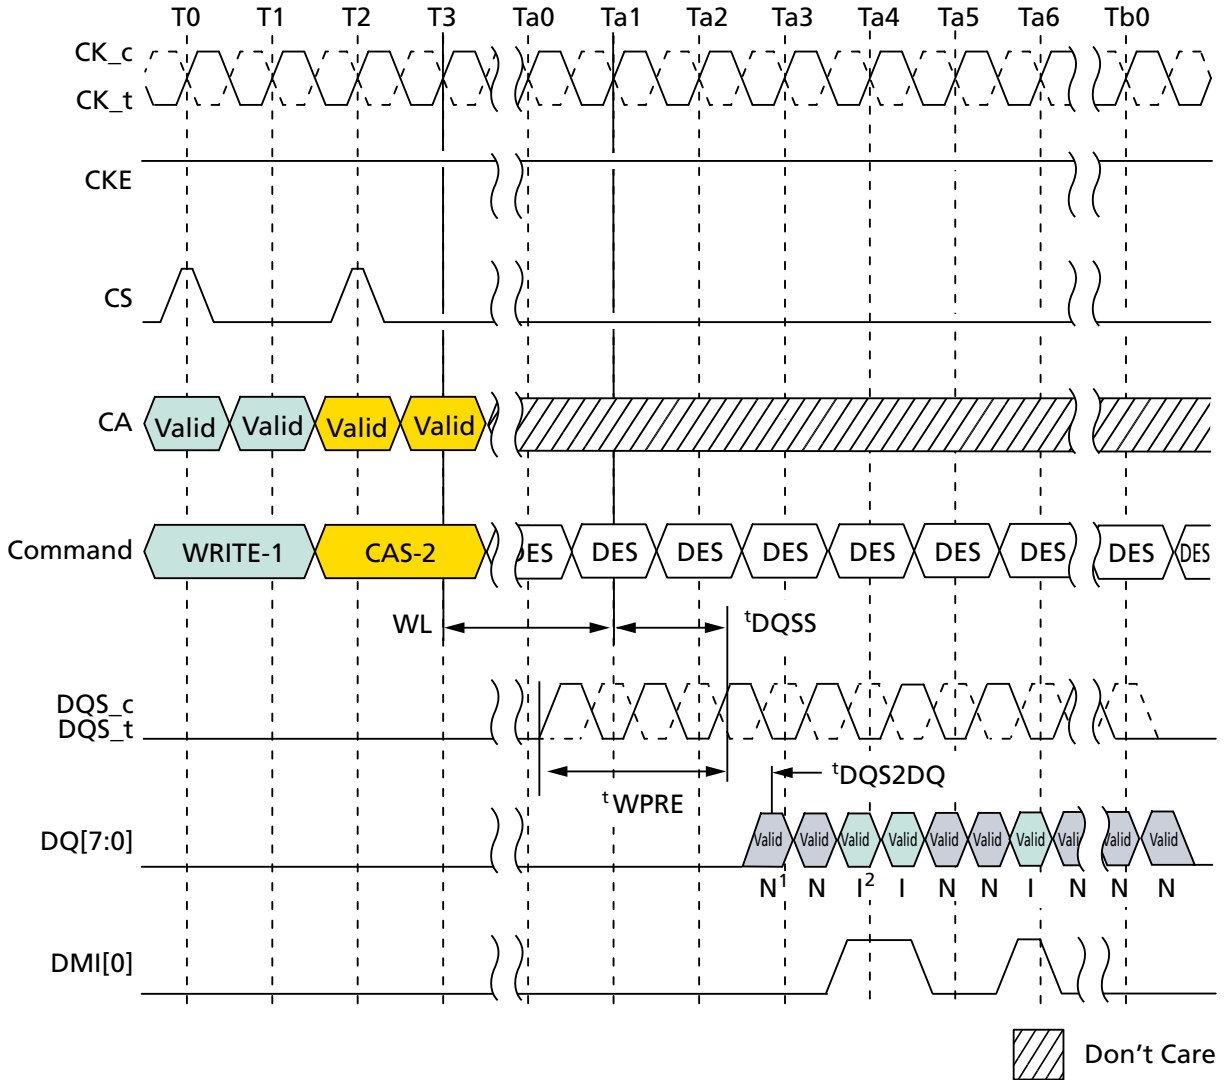 T0 T1 T2 T3 Ta0 Ta1 Ta2 Ta3 Ta4 Ta5 Ta6 Tb0
CK_c
CK_t
CKE
CS
CA Valid Valid Valid Valid
Command WRITE-1 CAS-2 DES DES DES DES DES DES DES DES DES
WL tDQSS
DQS_c
DQS_t
tDQS2DQ
tWPRE
DQ[7:0] Valid Valid Valid Valid Valid Valid Valid Valid Valid Valid
N1 N I2 I N N I N N N
DMI[0]
Don't Care